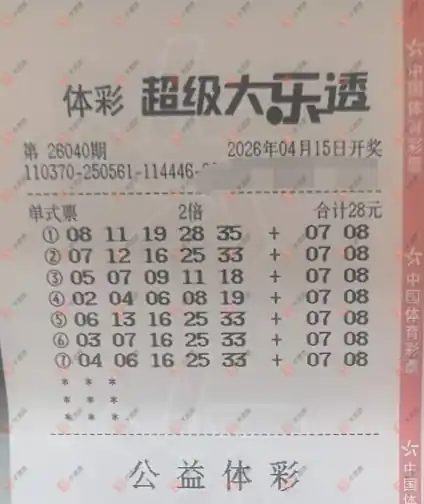 体彩 超级大乐透
第 26040期 2026年04月15日开奖
110370-250561-114446-
单式票 2倍 合计28元
① 08 11 19 28 35 + 07 08
② 07 12 16 25 33 + 07 08
③ 05 07 09 11 18 + 07 08
④ 02 04 06 08 19 + 07 08
⑤ 06 13 16 25 33 + 07 08
⑥ 03 07 16 25 33 + 07 08
⑦ 04 06 16 25 33 + 07 08
* * *
* * *
* * *
公益体彩
中国体育彩票
中国体育彩票
中国体